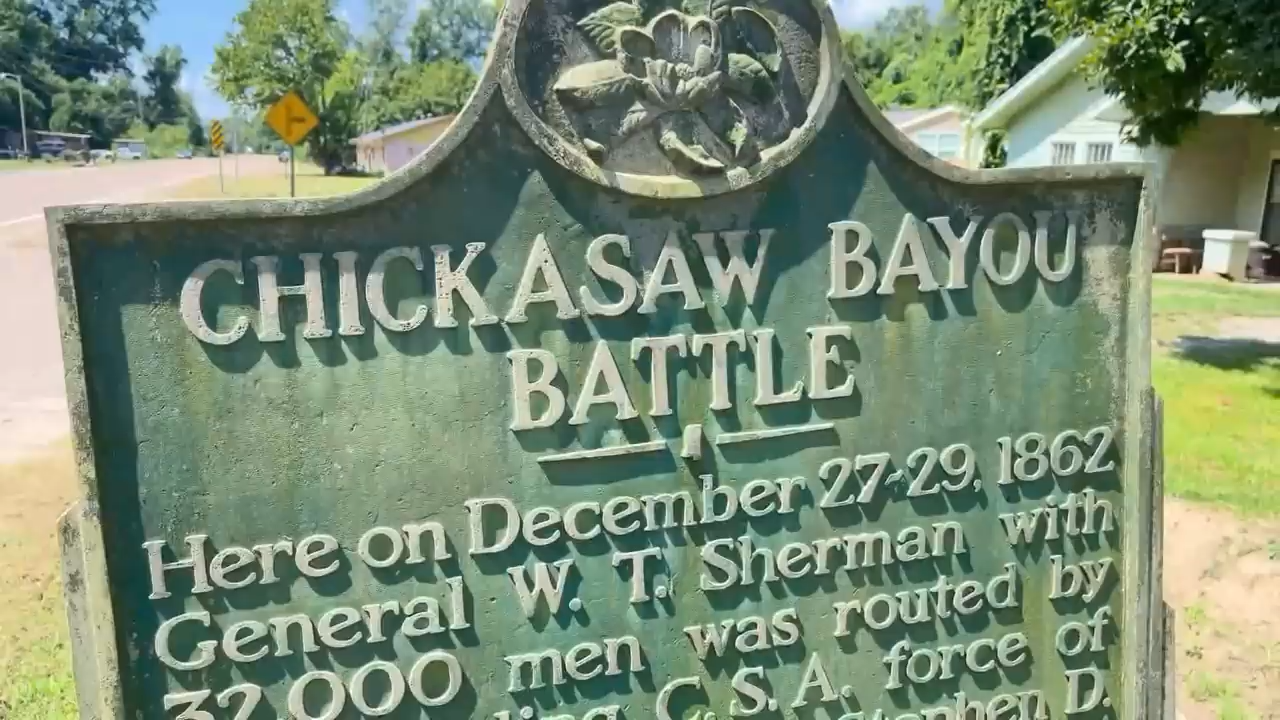 CHICKASAW BAYOU
BATTLE
Here on December 27-29, 1862
General W. T. Sherman with
32,000 men was routed by
C. S. A. force of
Stephen D.